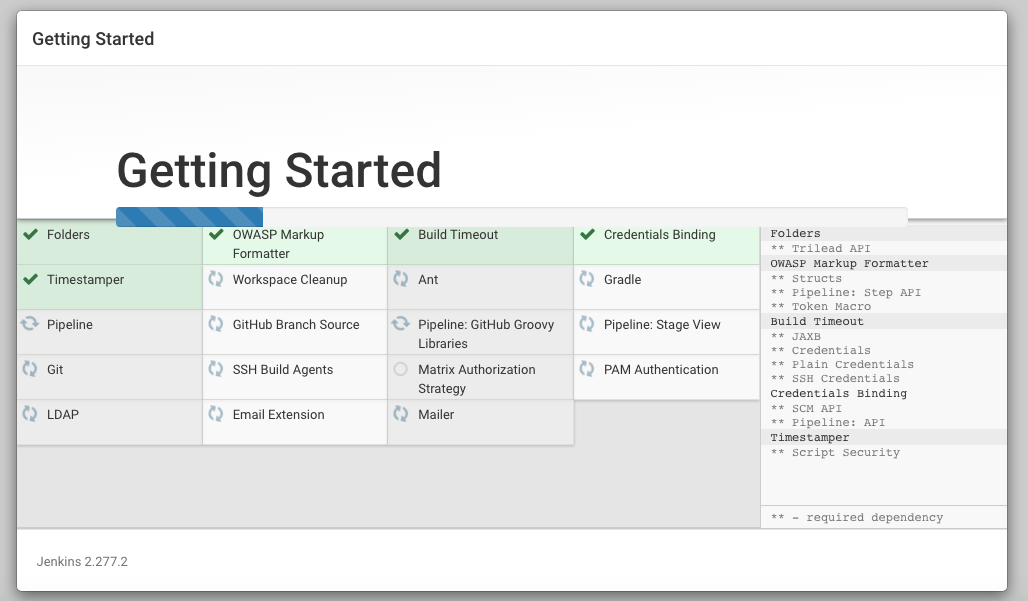 Getting Started
Getting Started
Folders
OWASP Markup
Formatter
Build Timeout
Credentials Binding
Timestamper
Workspace Cleanup
Ant
Gradle
Pipeline
GitHub Branch Source
Pipeline: GitHub Groovy
Libraries
Pipeline: Stage View
Git
SSH Build Agents
Matrix Authorization
Strategy
PAM Authentication
LDAP
Email Extension
Mailer
Folders
** Trilead API
OWASP Markup Formatter
** Structs
** Pipeline: Step API
** Token Macro
Build Timeout
** JAXB
** Credentials
** Plain Credentials
** SSH Credentials
Credentials Binding
** SCM API
** Pipeline: API
Timestamper
** Script Security
** - required dependency
Jenkins 2.277.2